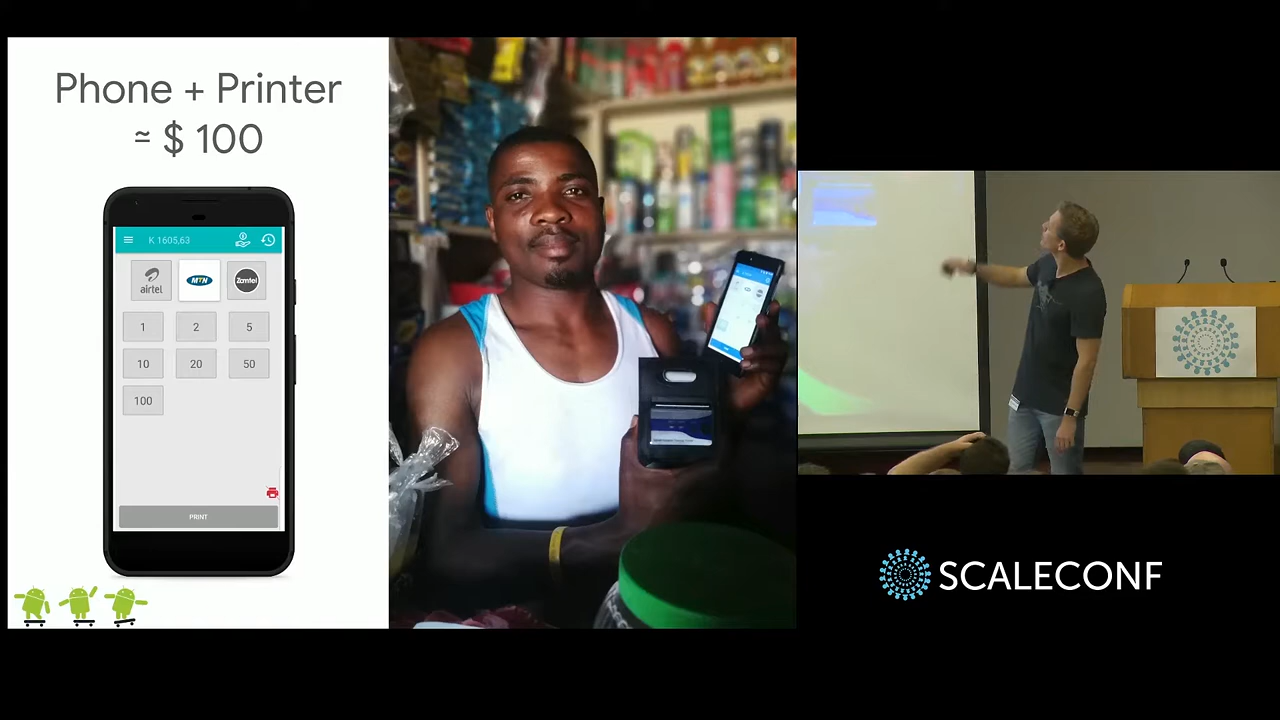 Phone + Printer
≃ $ 100
K 1605,63
airtel
MTN
Zamtel
1
2
5
10
20
50
100
PRINT
SCALECONF